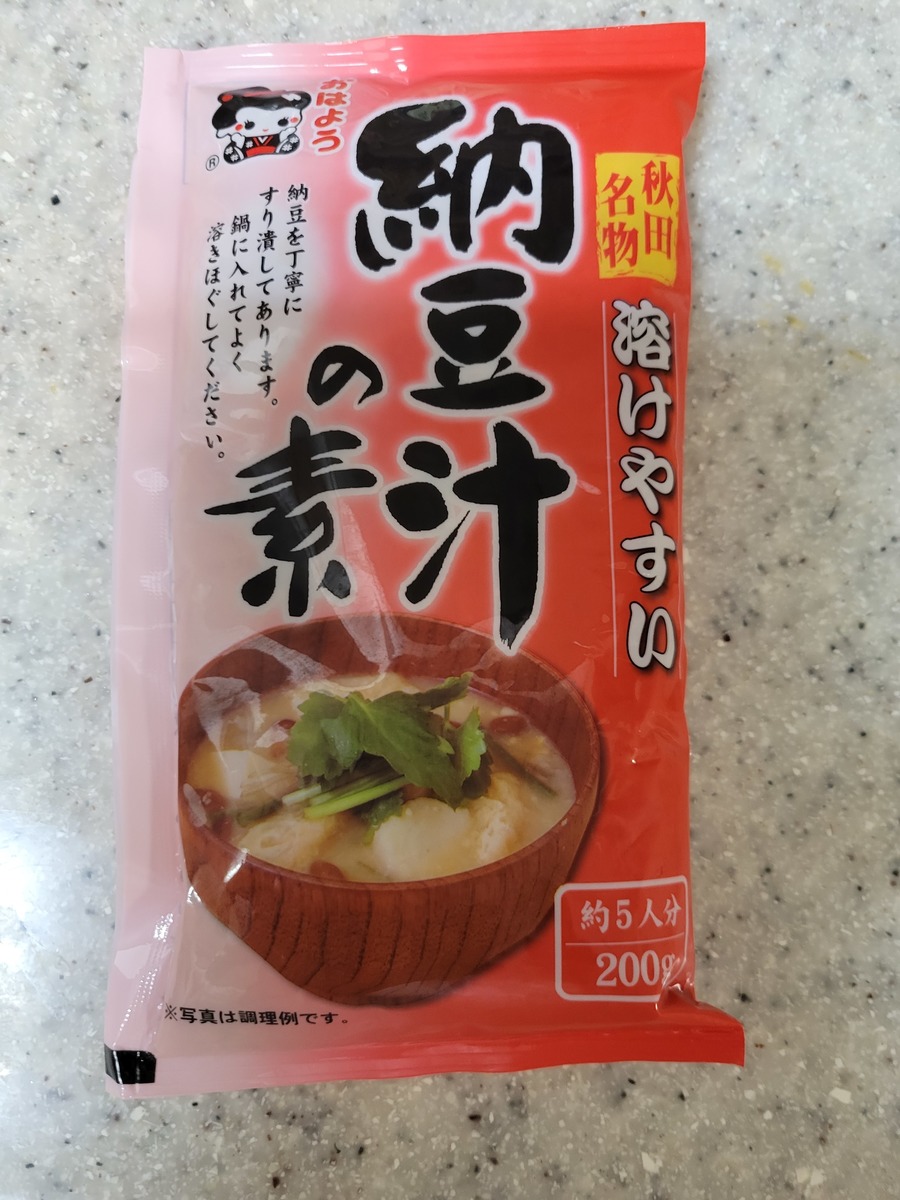 秋田
名物
溶けやすい
納豆汁
の素
おはよう
®
納豆を丁寧に
すり潰してあります。
鍋に入れてよく
溶きほぐしてください。
約5人分
200g
※写真は調理例です。